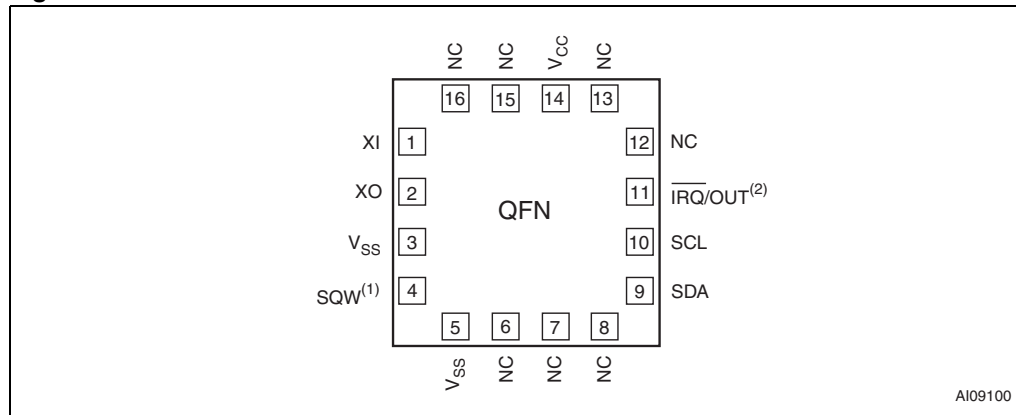 NC NC VCC NC
16 15 14 13
XI 1 12 NC
XO 2 11 IRQ/OUT(2)
QFN
VSS 3 10 SCL
SQW(1) 4 9 SDA
5 6 7 8
VSS NC NC NC
AI09100